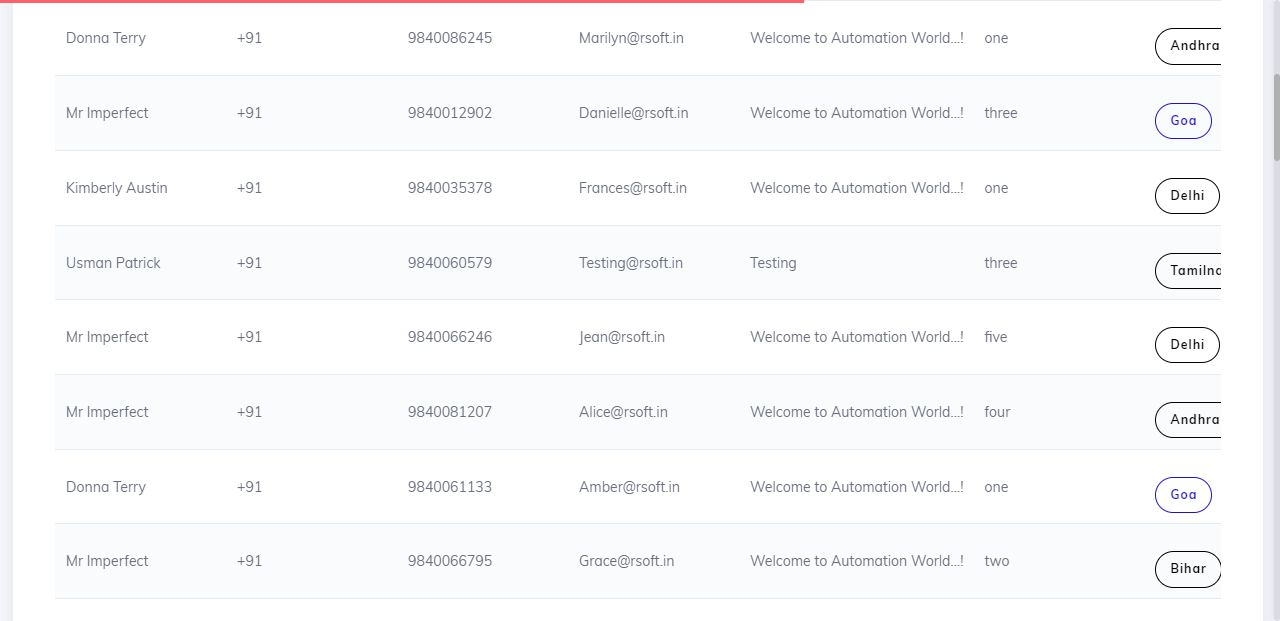 Donna Terry +91 9840086245 Marilyn@rsoft.in Welcome to Automation World...! one Andhra
Mr Imperfect +91 9840012902 Danielle@rsoft.in Welcome to Automation World...! three Goa
Kimberly Austin +91 9840035378 Frances@rsoft.in Welcome to Automation World...! one Delhi
Usman Patrick +91 9840060579 Testing@rsoft.in Testing three Tamilna
Mr Imperfect +91 9840066246 Jean@rsoft.in Welcome to Automation World...! five Delhi
Mr Imperfect +91 9840081207 Alice@rsoft.in Welcome to Automation World...! four Andhra
Donna Terry +91 9840061133 Amber@rsoft.in Welcome to Automation World...! one Goa
Mr Imperfect +91 9840066795 Grace@rsoft.in Welcome to Automation World...! two Bihar